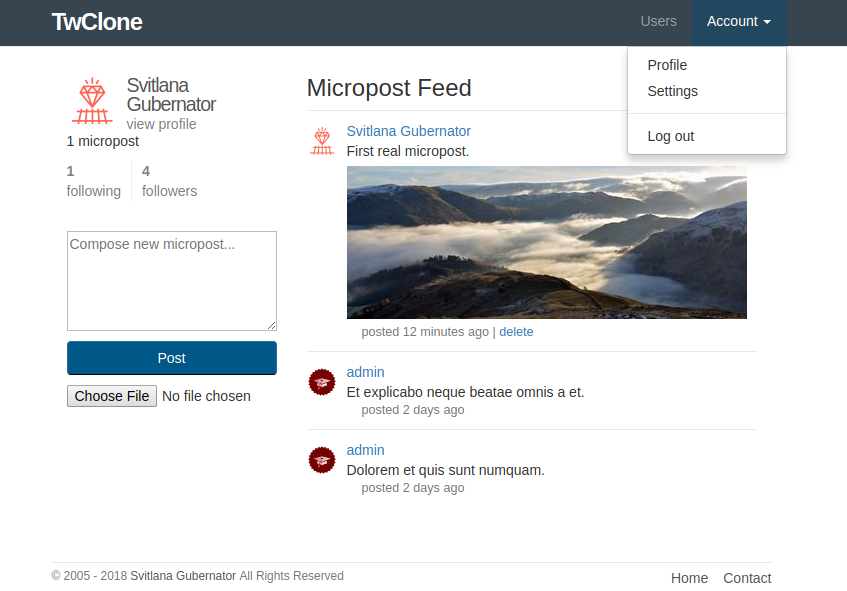 TwClone
Users
Account
Profile
Settings
Log out
Svitlana
Gubernator
view profile
1 micropost
1
following
4
followers
Compose new micropost...
Post
Choose File No file chosen
Micropost Feed
Svitlana Gubernator
First real micropost.
posted 12 minutes ago | delete
admin
Et explicabo neque beatae omnis a et.
posted 2 days ago
admin
Dolorem et quis sunt numquam.
posted 2 days ago
© 2005 - 2018 Svitlana Gubernator All Rights Reserved
Home
Contact